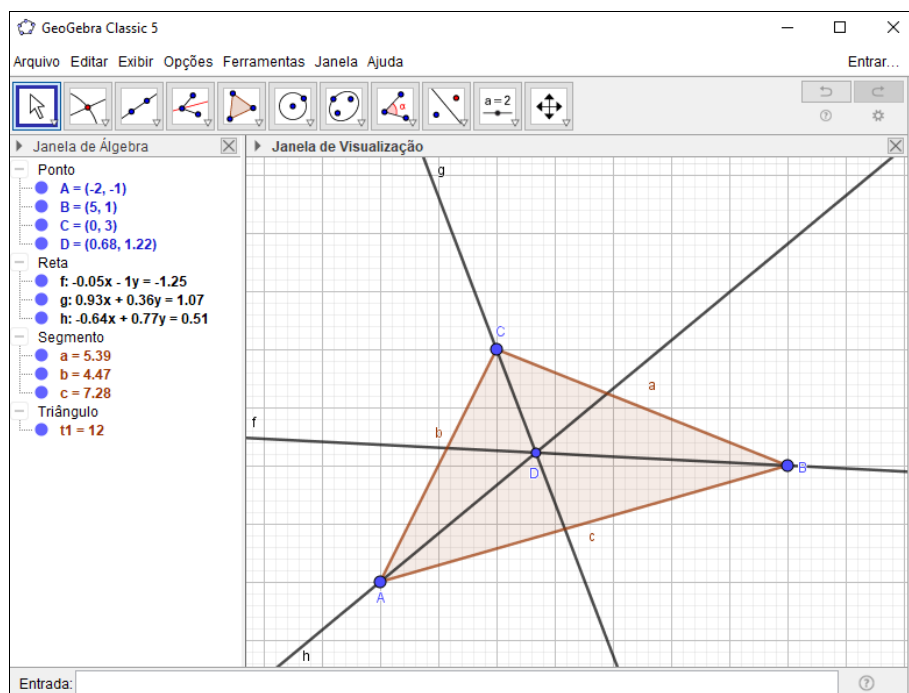 GeoGebra Classic 5
Arquivo Editar Exibir Opções Ferramentas Janela Ajuda Entrar...
α
a=2
Janela de Álgebra
Janela de Visualização
Ponto
A = (-2, -1)
B = (5, 1)
C = (0, 3)
D = (0.68, 1.22)
Reta
f: -0.05x - 1y = -1.25
g: 0.93x + 0.36y = 1.07
h: -0.64x + 0.77y = 0.51
Segmento
a = 5.39
b = 4.47
c = 7.28
Triângulo
t1 = 12
g
C
a
f
b
D
B
c
A
h
Entrada: